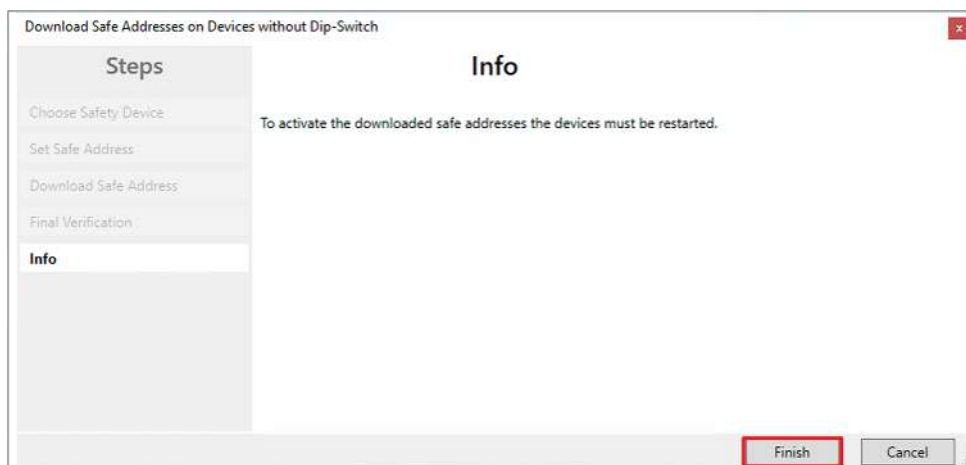 Download Safe Addresses on Devices without Dip-Switch
x
Steps
Choose Safety Device
Set Safe Address
Download Safe Address
Final Verification
Info
Info
To activate the downloaded safe addresses the devices must be restarted.
Finish
Cancel